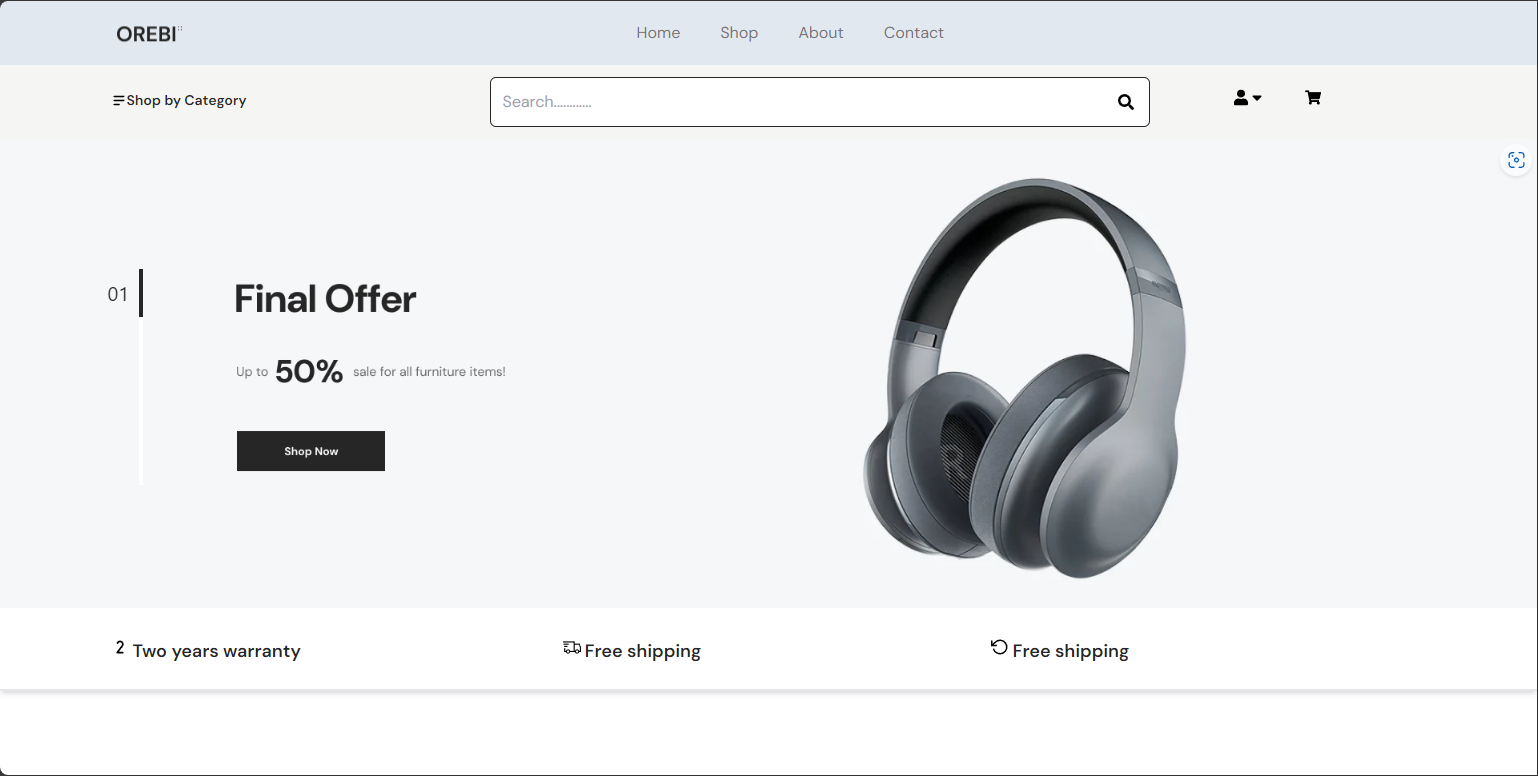 OREBI
Home Shop About Contact
Shop by Category
Search............
01
Final Offer
Up to 50% sale for all furniture items!
Shop Now
2 Two years warranty
Free shipping
Free shipping